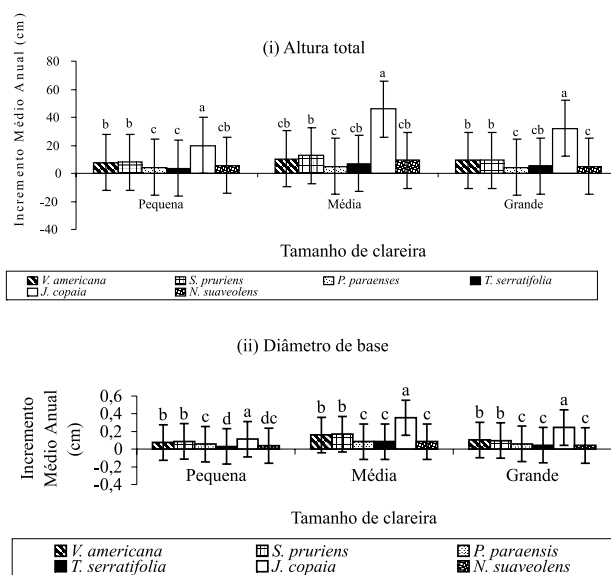 (i) Altura total
Incremento Médio Anual (cm)
80
60
40
20
0
-20
-40
b b c c a cb
cb b c cb a cb
b b c cb a cb
Pequena Média Grande
Tamanho de clareira
V. americana S. pruriens P. paraenses T. serratifolia
J. copaia N. suaveolens
(ii) Diâmetro de base
Incremento
Médio Anual
(cm)
0,6
0,4
0,2
0
-0,2
-0,4
b b c d a dc
b b c c a c
b b c c a c
Pequena Média Grande
Tamanho de clareira
V. americana S. pruriens P. paraensis
T. serratifolia J. copaia N. suaveolens